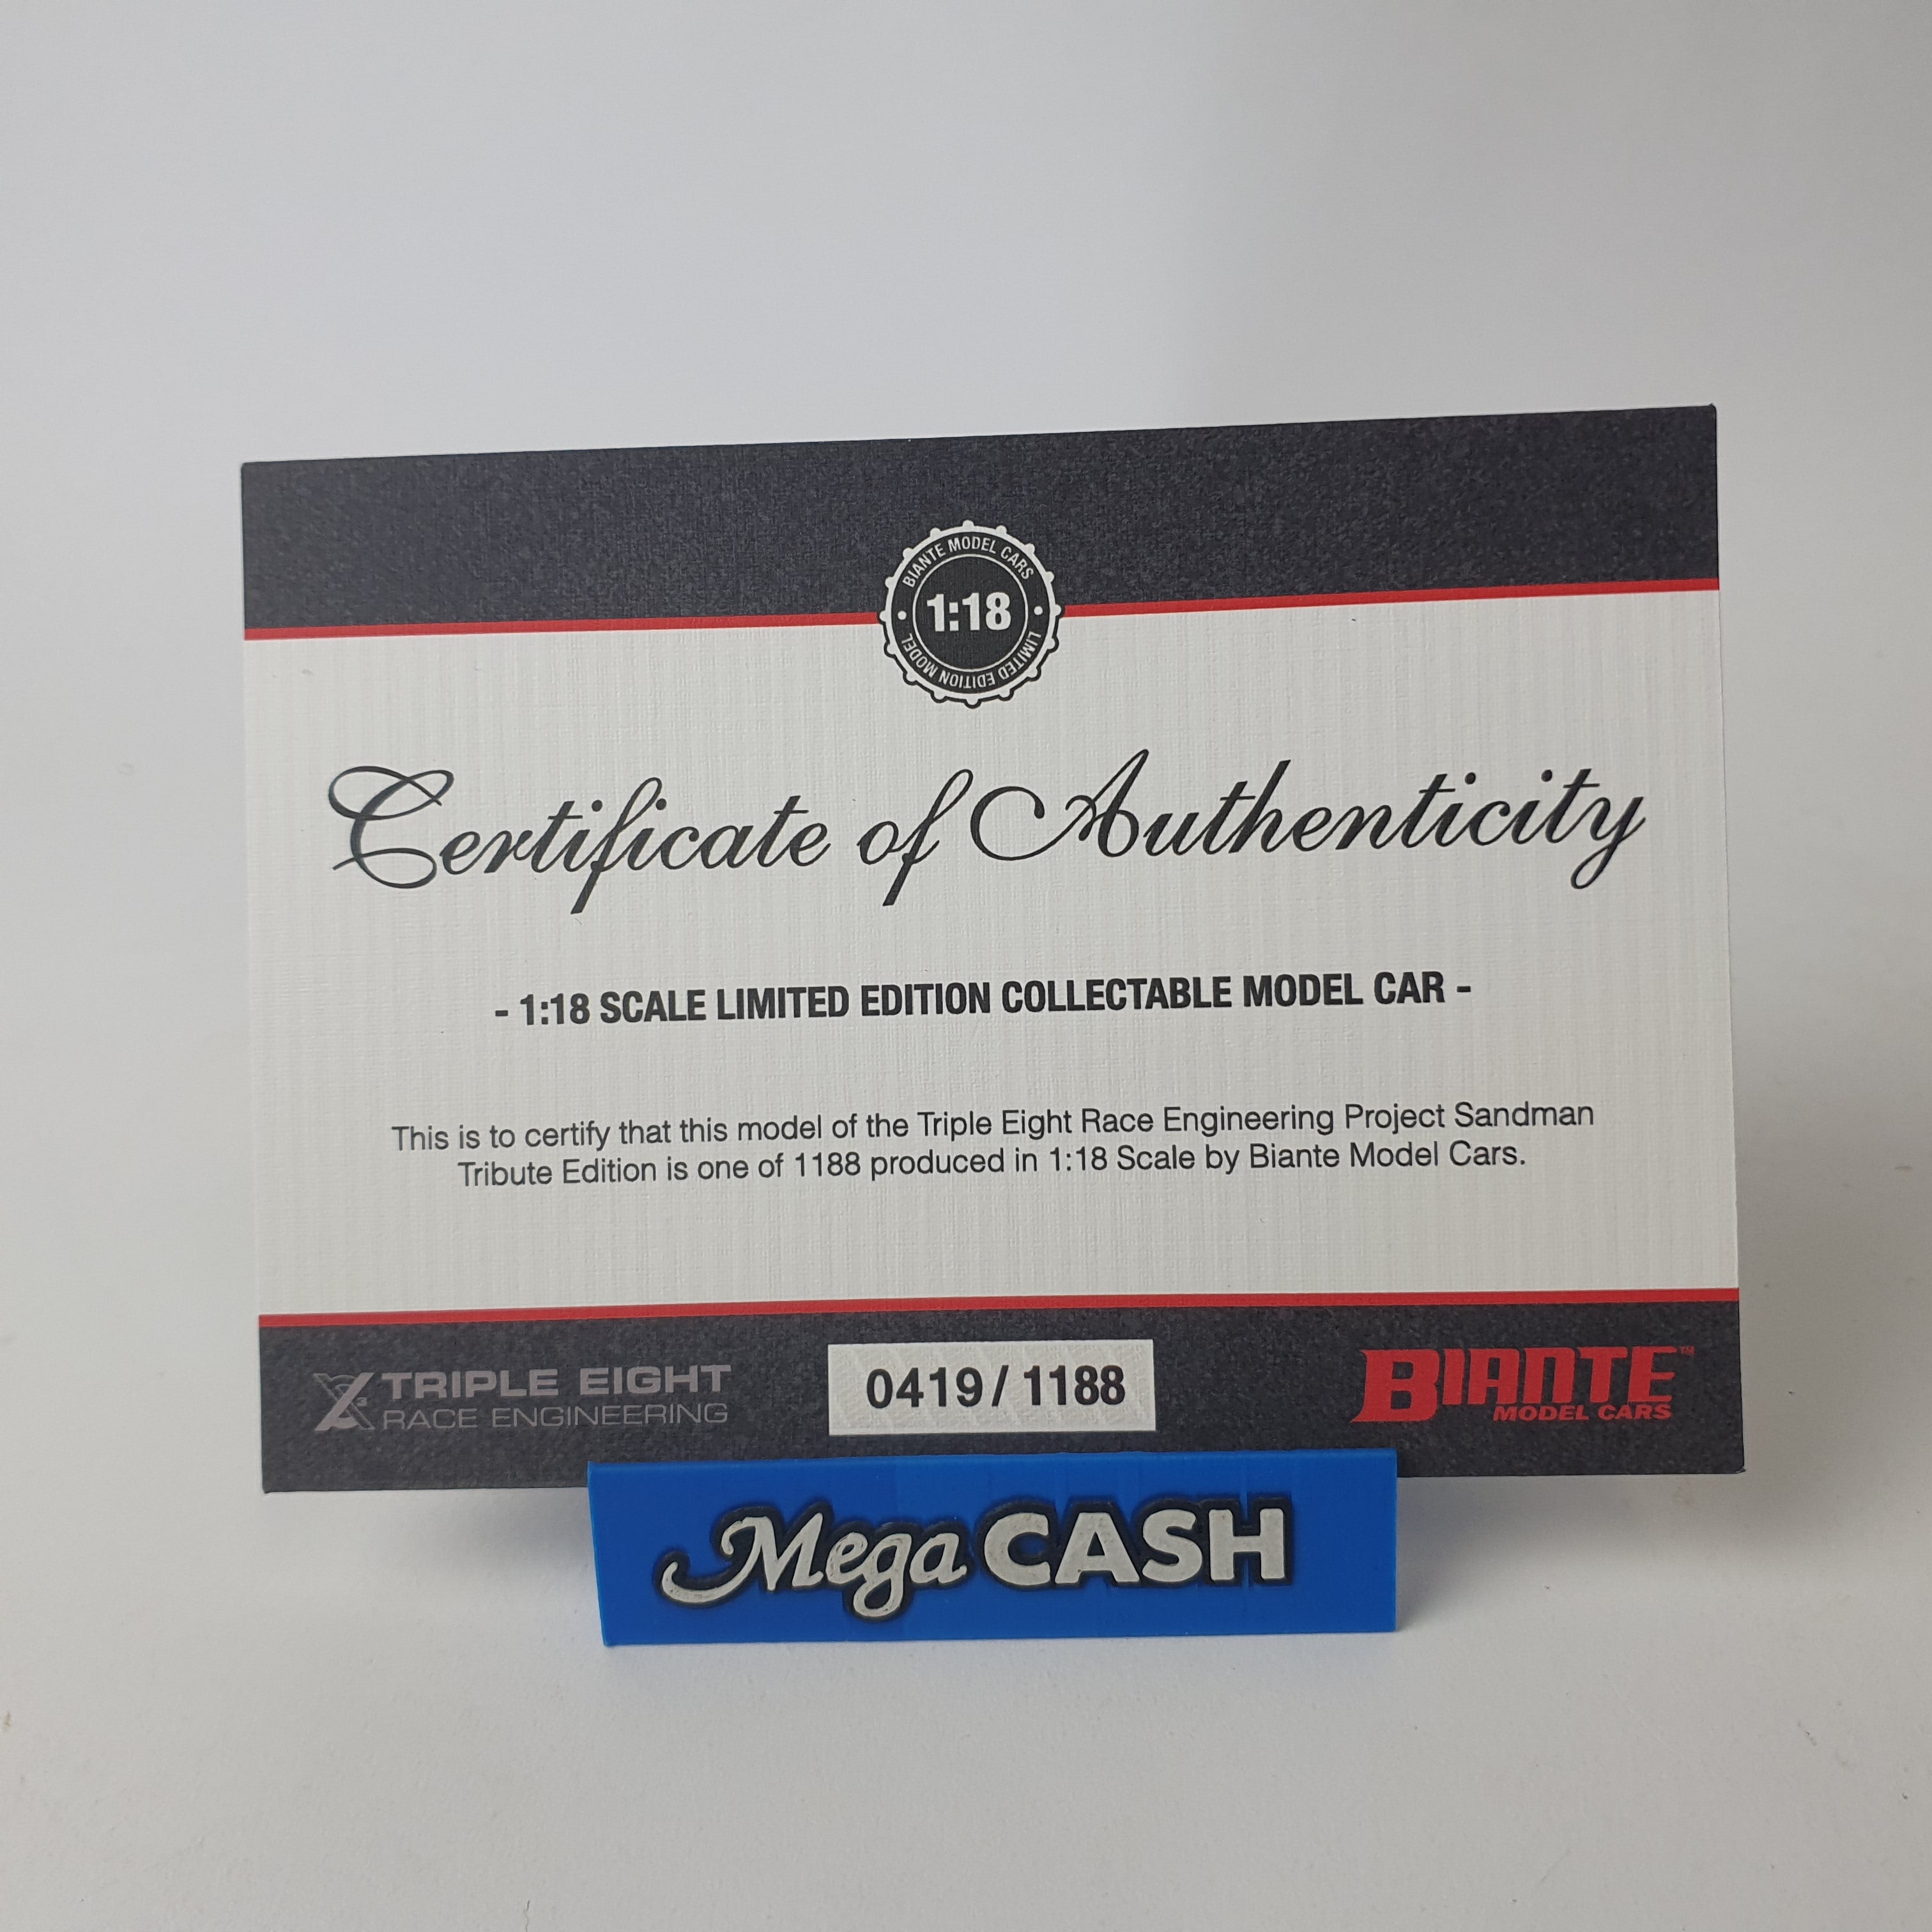 BIANTE MODEL CARS
1:18
LIMITED EDITION MODEL
Certificate of Authenticity
- 1:18 SCALE LIMITED EDITION COLLECTABLE MODEL CAR -
This is to certify that this model of the Triple Eight Race Engineering Project Sandman
Tribute Edition is one of 1188 produced in 1:18 Scale by Biante Model Cars.
TRIPLE EIGHT
RACE ENGINEERING
0419/1188
BIANTE™
MODEL CARS
Mega CASH